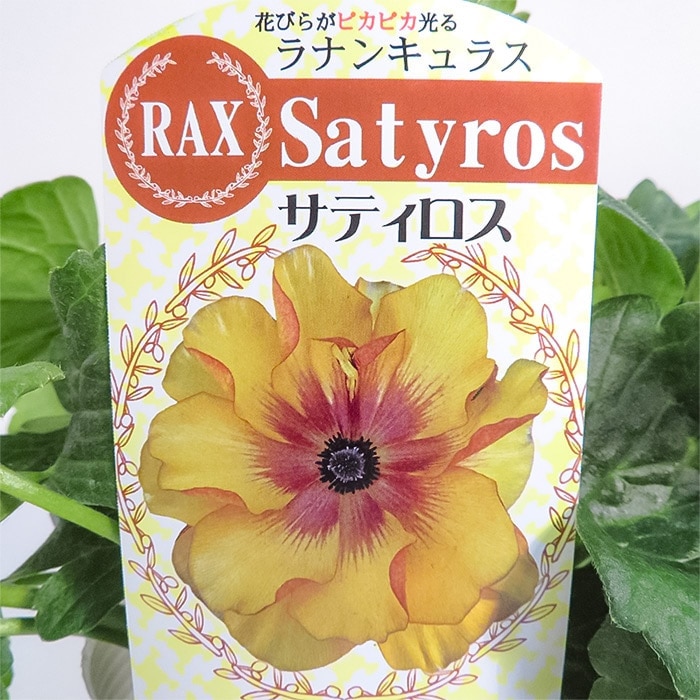 花びらがピカピカ光る
ラナンキュラス
RAX
Satyros
サティロス